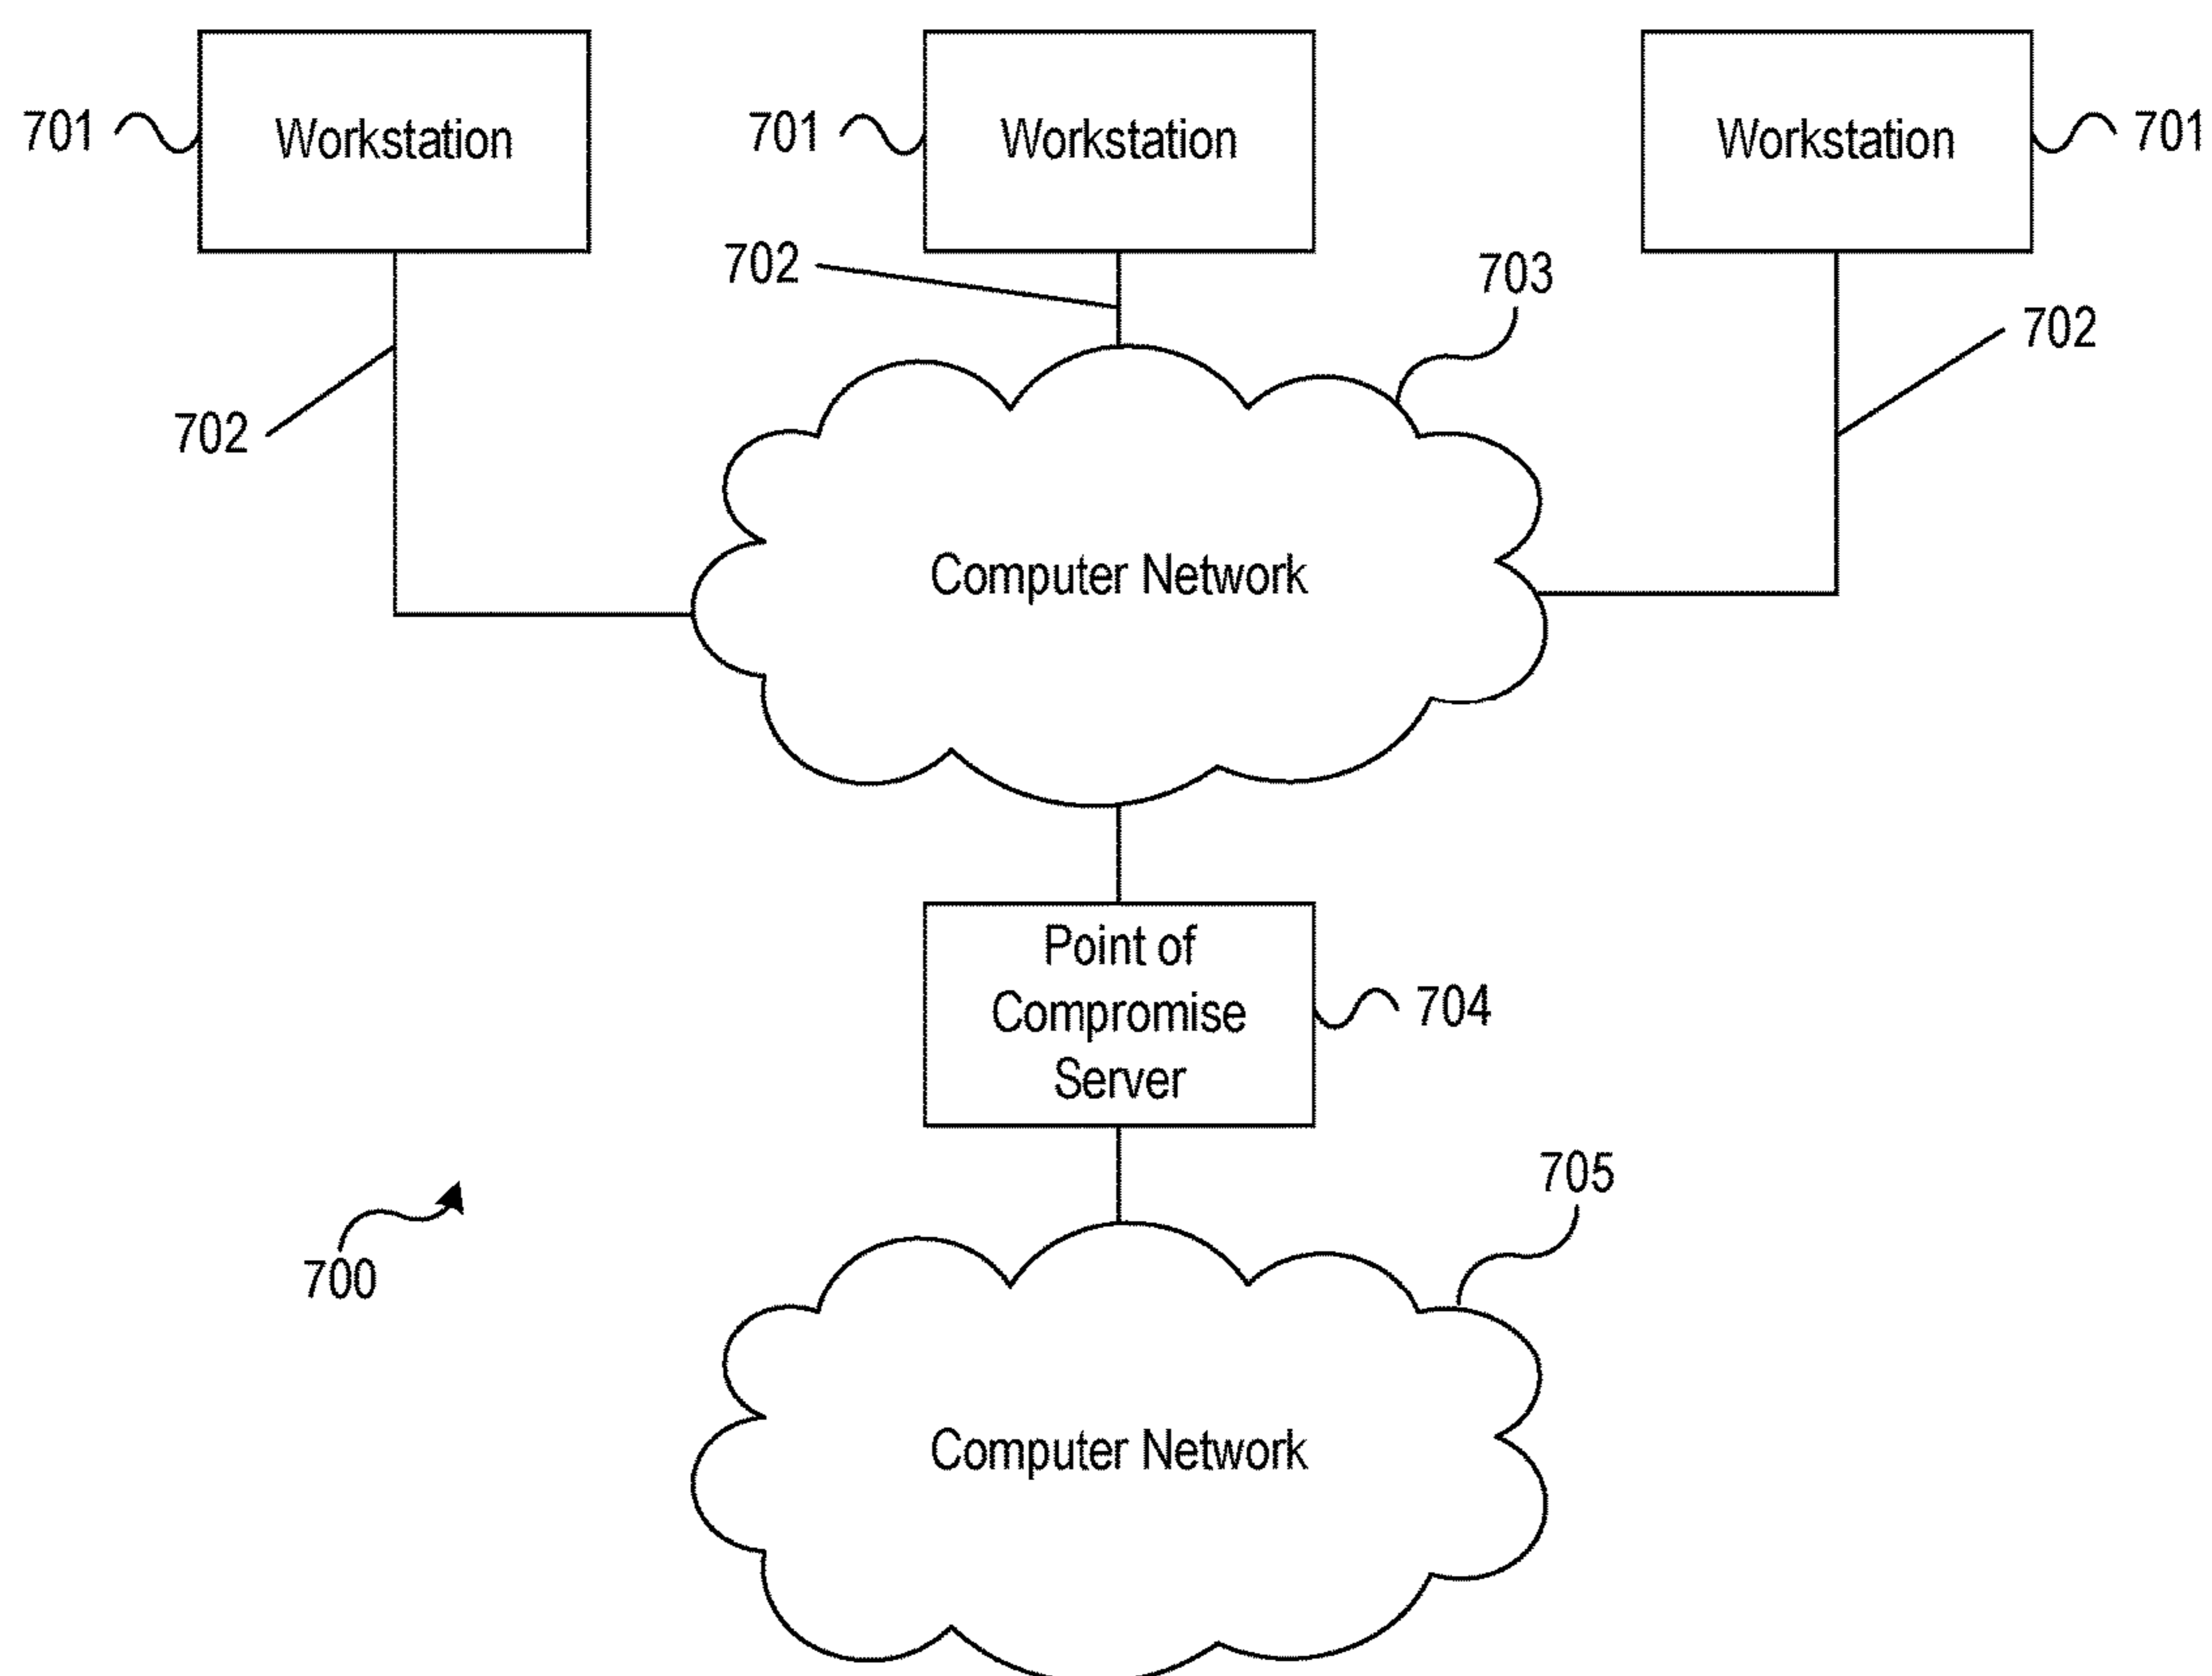 701
Workstation
701
Workstation
Workstation
701
702
703
702
702
Computer Network
Point of
Compromise
Server
704
705
700
Computer Network